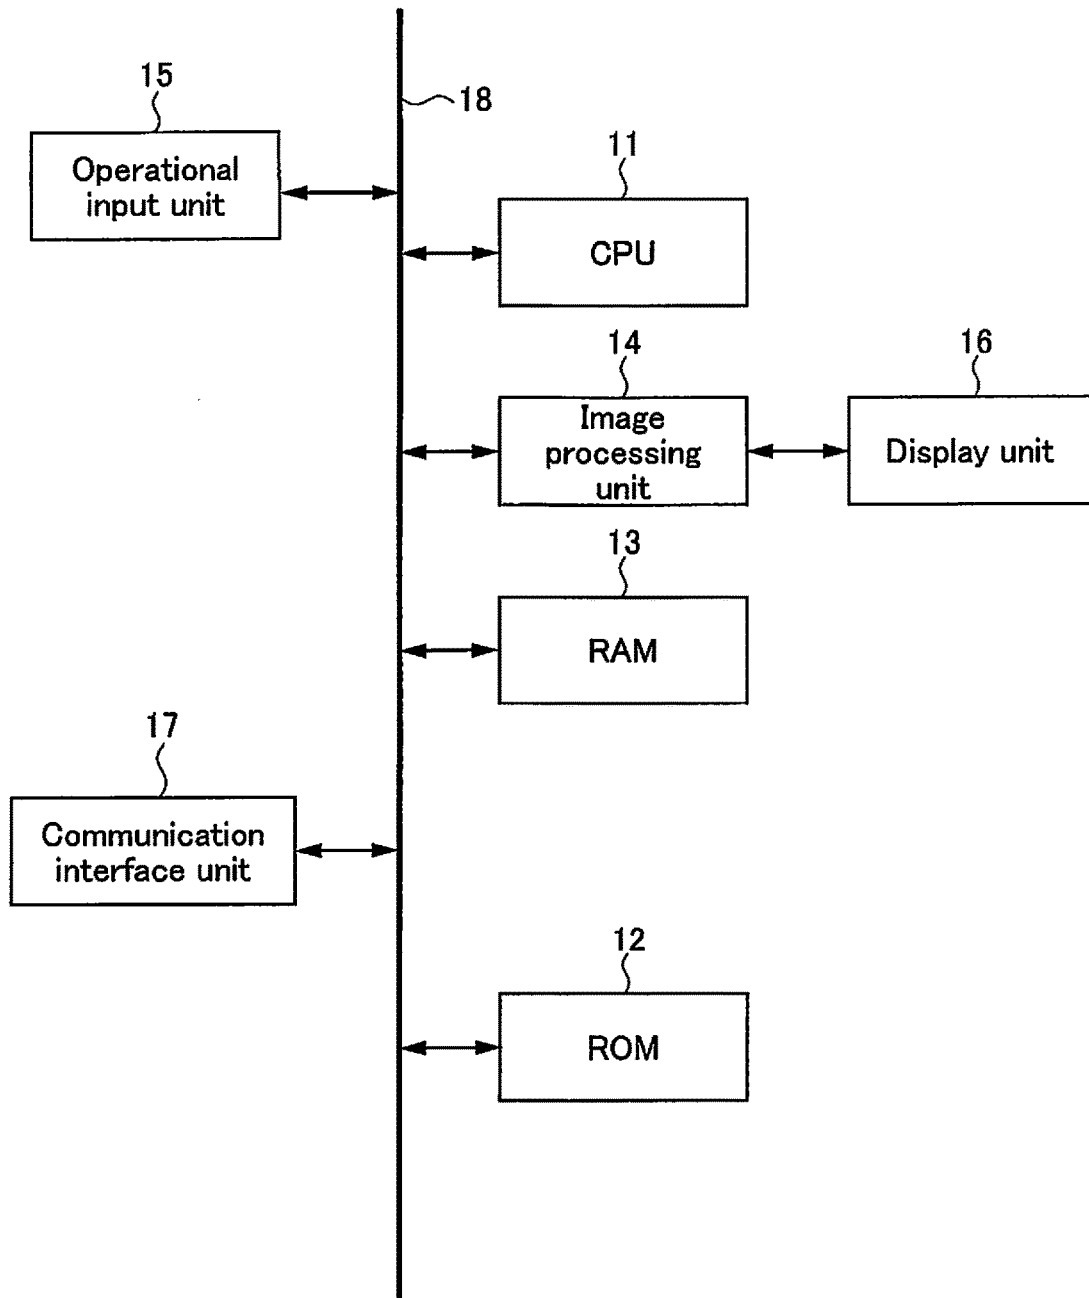 15
Operational
input unit
18
11
CPU
14
Image
processing
unit
16
Display unit
13
RAM
17
Communication
interface unit
12
ROM